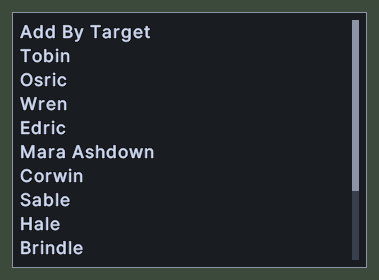 Add By Target
Tobin
Osric
Wren
Edric
Mara Ashdown
Corwin
Sable
Hale
Brindle